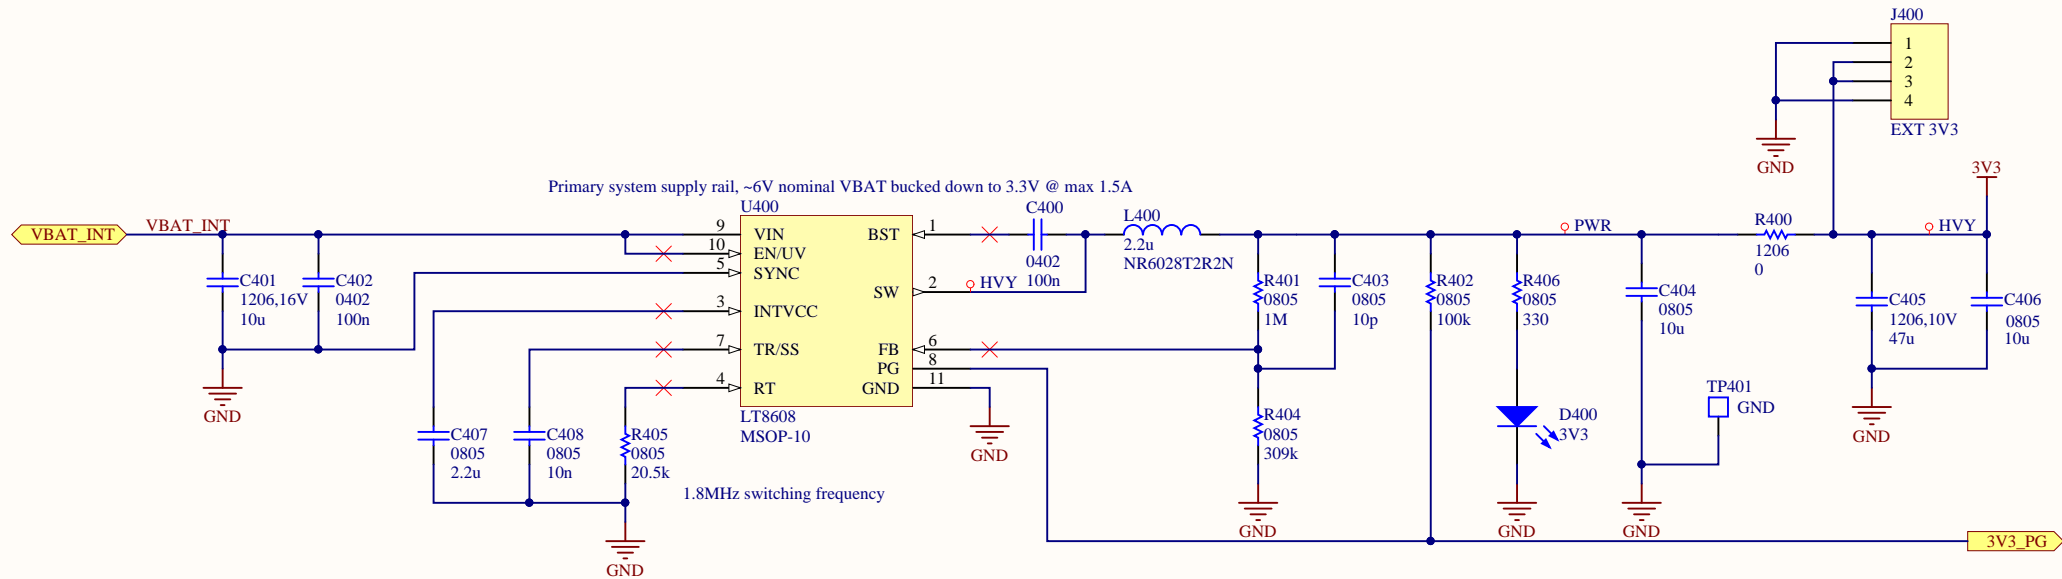 J400
1
2
3
4
EXT 3V3
GND
3V3
Primary system supply rail, ~6V nominal VBAT bucked down to 3.3V @ max 1.5A
VBAT_INT
VBAT_INT
U400
9 VIN
10 EN/UV
5 SYNC
3 INTVCC
7 TR/SS
4 RT
BST 1
SW 2
FB 6
PG 8
GND 11
LT8608
MSOP-10
C401
1206,16V
10u
C402
0402
100n
GND
C400
0402
100n
HVY
L400
2.2u
NR6028T2R2N
PWR
R400
1206
0
HVY
R401
0805
1M
C403
0805
10p
R402
0805
100k
R406
0805
330
C404
0805
10u
C405
1206,10V
47u
C406
0805
10u
GND
TP401
GND
D400
3V3
R404
0805
309k
C407
0805
2.2u
C408
0805
10n
R405
0805
20.5k
1.8MHz switching frequency
GND
GND
GND
GND
GND
3V3_PG